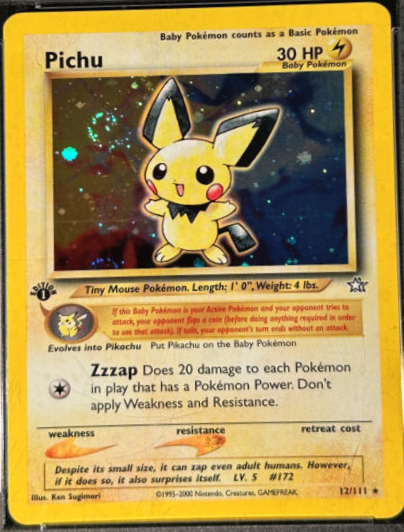 Baby Pokémon counts as a Basic Pokémon
Pichu
30 HP
Baby Pokémon
EDITION
1
Tiny Mouse Pokémon. Length: 1' 0", Weight: 4 lbs.
If this Baby Pokémon is your Active Pokémon and your opponent tries to
attack, your opponent flips a coin (before doing anything required in order
to use that attack). If tails, your opponent's turn ends without an attack.
Evolves into Pikachu Put Pikachu on the Baby Pokémon
Zzzap Does 20 damage to each Pokémon
in play that has a Pokémon Power. Don't
apply Weakness and Resistance.
weakness resistance retreat cost
Despite its small size, it can zap even adult humans. However,
if it does so, it also surprises itself. LV. 5 #172
Illus. Ken Sugimori ©1995-2000 Nintendo, Creatures, GAMEFREAK. 12/111 ★